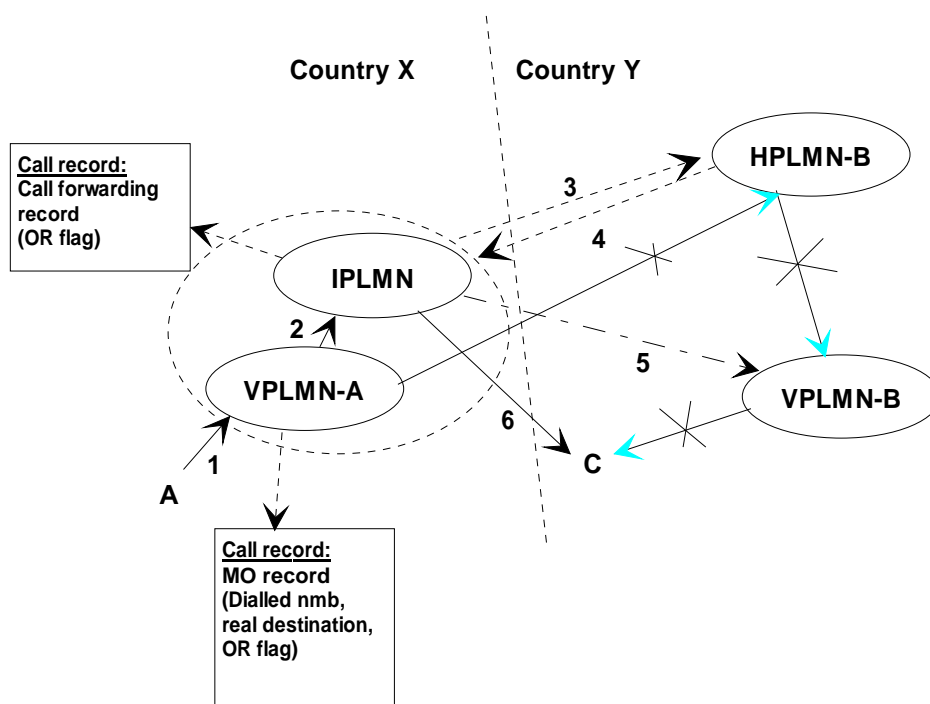 Country X
Country Y
Call record:
Call forwarding
record
(OR flag)
HPLMN-B
3
4
IPLMN
2
5
VPLMN-A
VPLMN-B
6
1
C
A
Call record:
MO record
(Dialled nmb,
real destination,
OR flag)